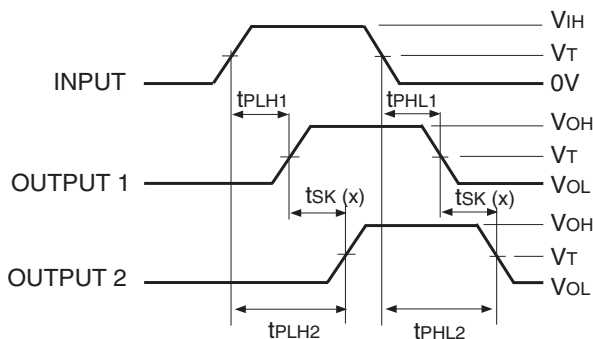 VIH
VT
INPUT
0V
tPLH1
tPHL1
VOH
VT
OUTPUT 1
VOL
tSK (x)
tSK (x)
VOH
VT
OUTPUT 2
VOL
tPLH2
tPHL2